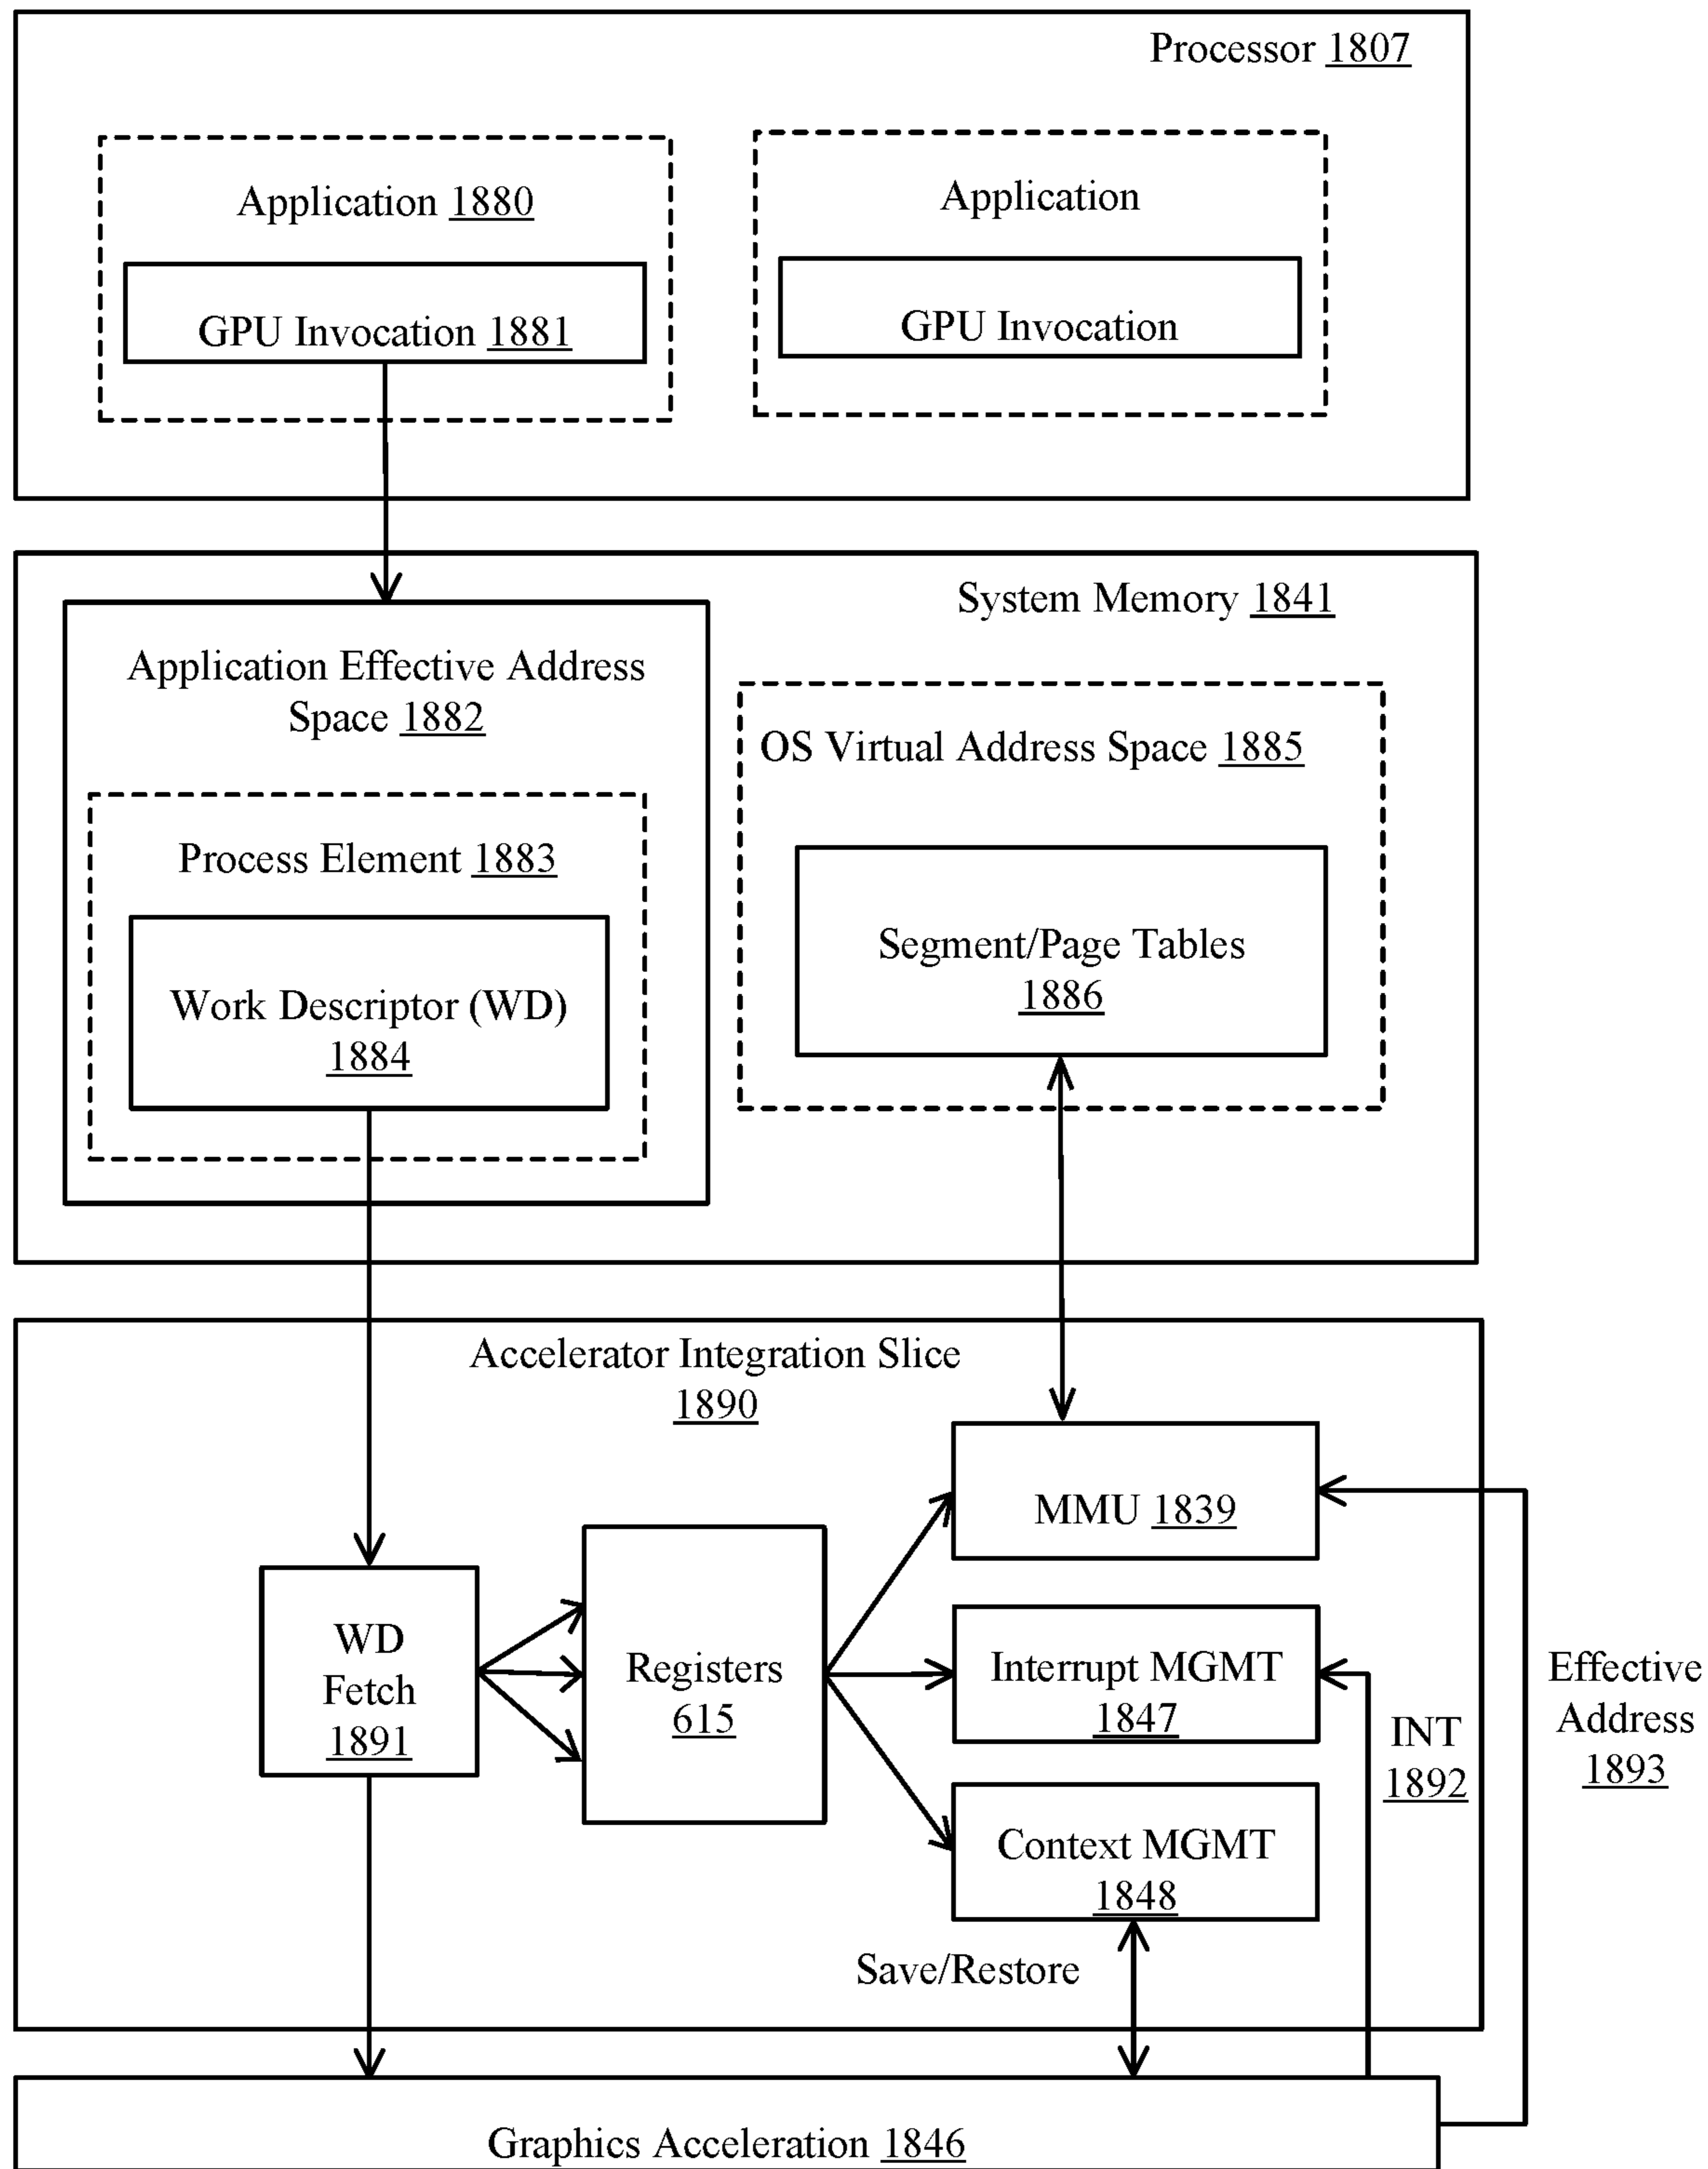 Processor 1807
Application 1880
GPU Invocation 1881
Application
GPU Invocation
System Memory 1841
Application Effective Address
Space 1882
Process Element 1883
Work Descriptor (WD)
1884
OS Virtual Address Space 1885
Segment/Page Tables
1886
Accelerator Integration Slice
1890
WD
Fetch
1891
Registers
615
MMU 1839
Interrupt MGMT
1847
Context MGMT
1848
Save/Restore
INT
1892
Effective
Address
1893
Graphics Acceleration 1846